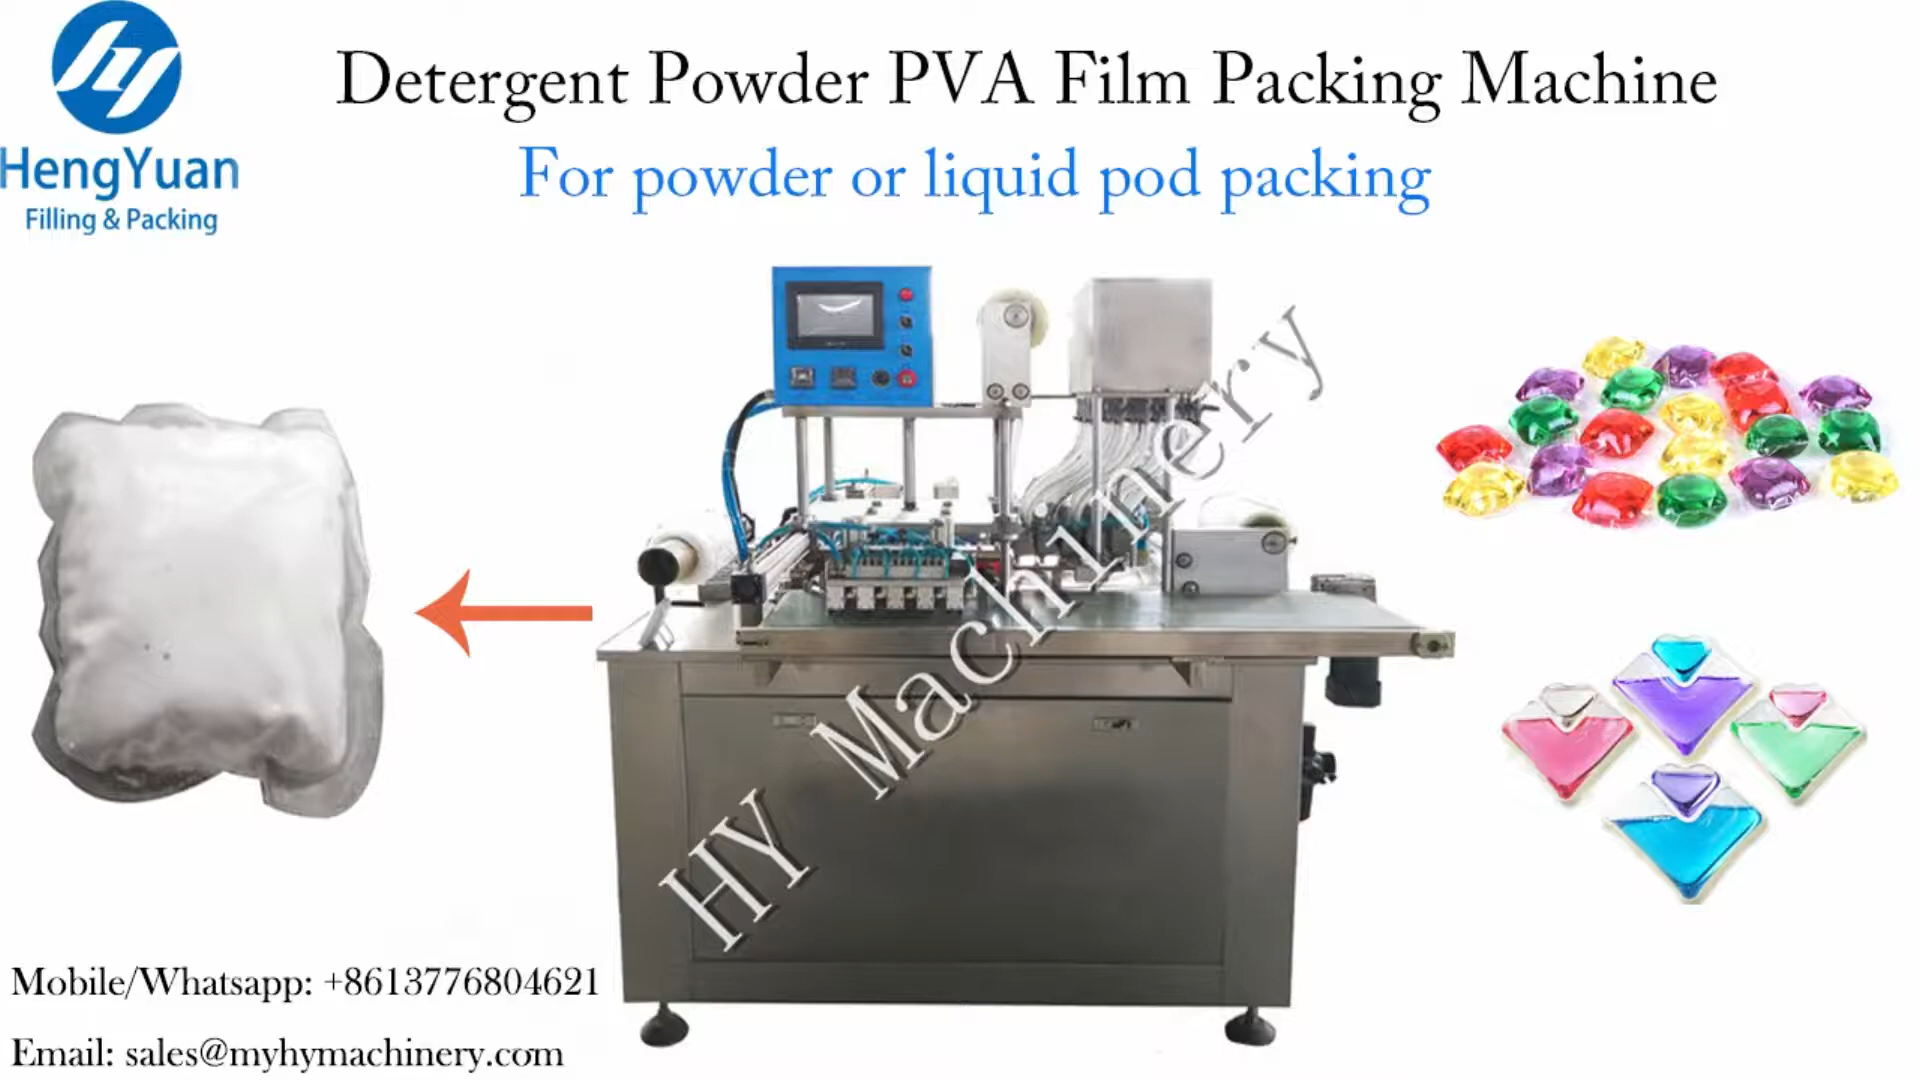 hy
HengYuan
Filling & Packing
Detergent Powder PVA Film Packing Machine
For powder or liquid pod packing
HY Machinery
Mobile/Whatsapp: +8613776804621
Email: sales@myhymachinery.com